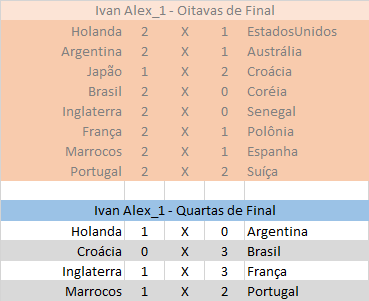 Ivan Alex_1 - Oitavas de Final
Holanda 2 X 1 EstadosUnidos
Argentina 2 X 1 Austrália
Japão 1 X 2 Croácia
Brasil 2 X 0 Coréia
Inglaterra 2 X 0 Senegal
França 2 X 1 Polônia
Marrocos 2 X 1 Espanha
Portugal 2 X 2 Suíça
Ivan Alex_1 - Quartas de Final
Holanda 1 X 0 Argentina
Croácia 0 X 3 Brasil
Inglaterra 1 X 3 França
Marrocos 1 X 2 Portugal